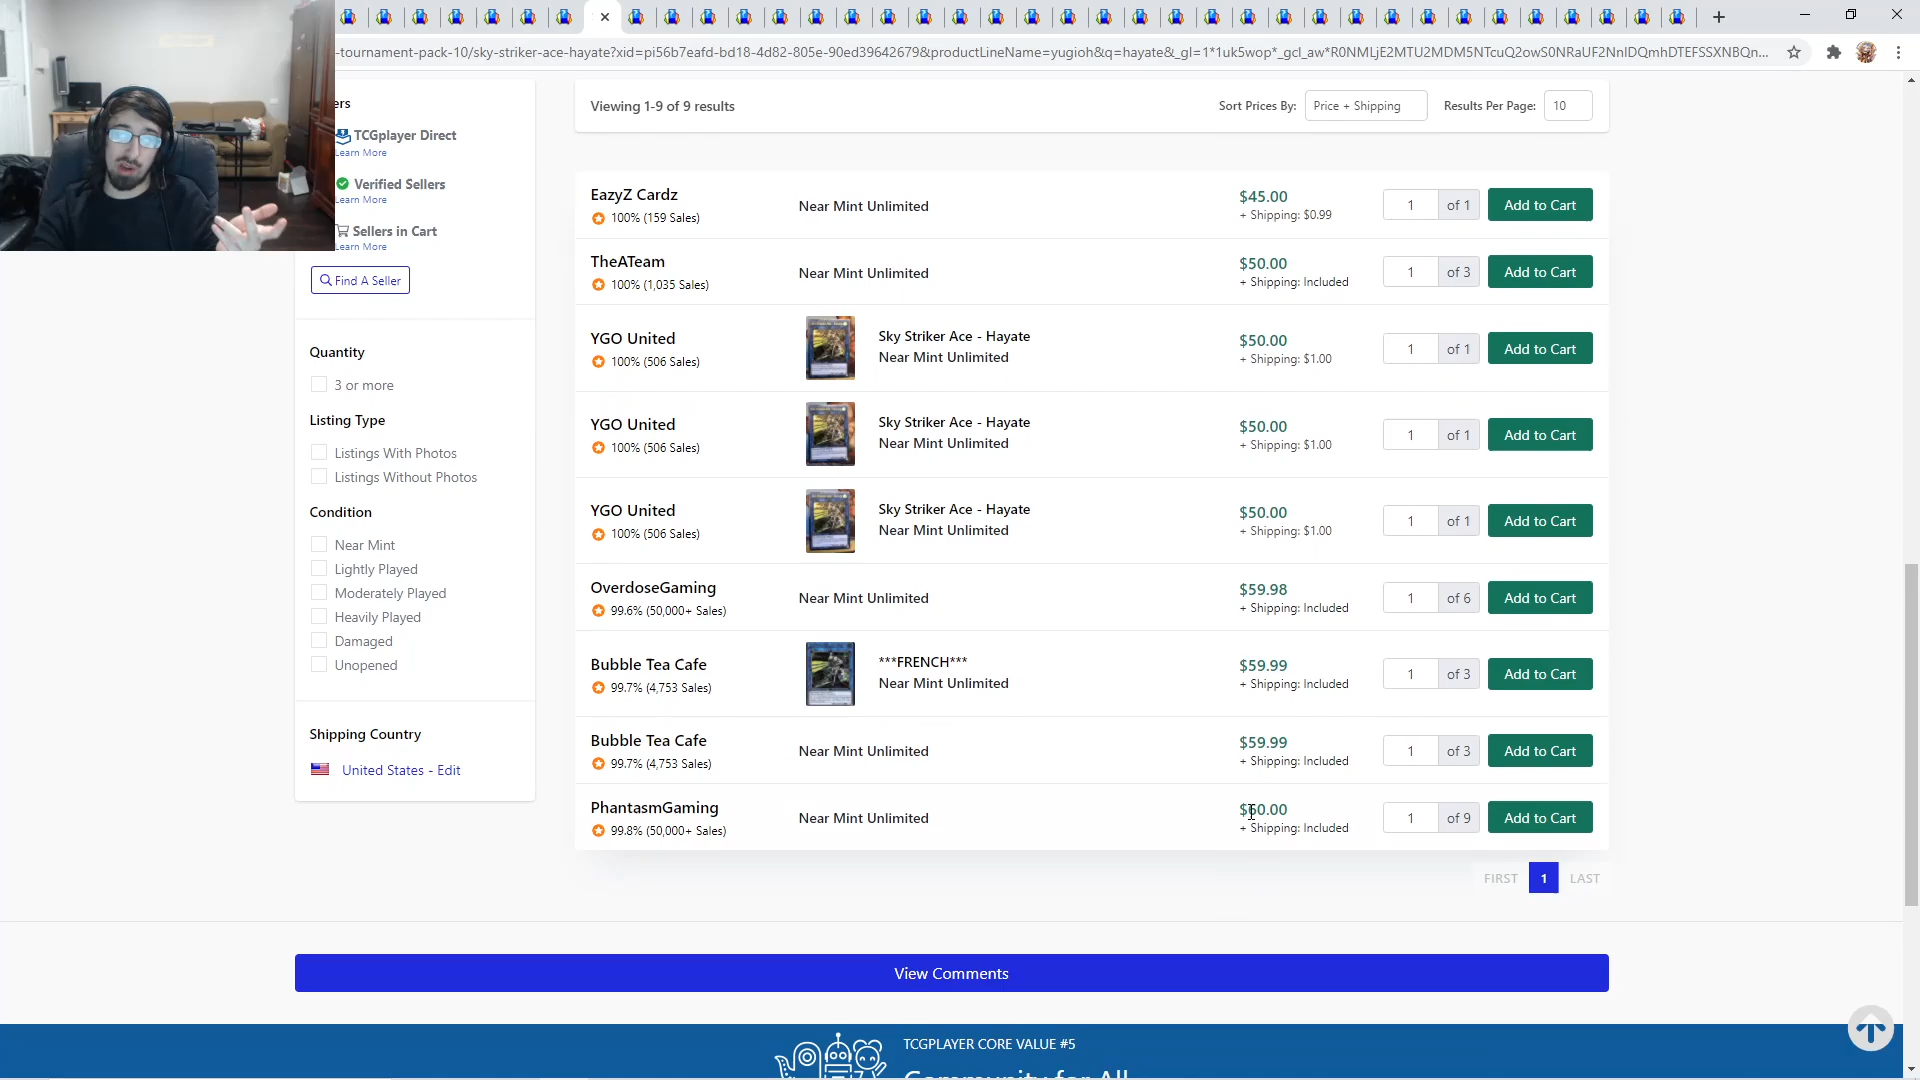 -tournament-pack-10/sky-striker-ace-hayate?xid=pi56b7eafd-bd18-4d82-805e-90ed39642679&productLineName=yugioh&q=hayate&_gl=1*1uk5wop*_gcl_aw*R0NMLjE2MTU2MDM5NTcuQ2owS0NRaUF2NnlDQmhDTEFSSXNBQn...
ers
TCGplayer Direct
Learn More
Verified Sellers
Learn More
Sellers in Cart
Learn More
Find A Seller
Quantity
3 or more
Listing Type
Listings With Photos
Listings Without Photos
Condition
Near Mint
Lightly Played
Moderately Played
Heavily Played
Damaged
Unopened
Shipping Country
United States - Edit
Viewing 1-9 of 9 results
Sort Prices By: Price + Shipping Results Per Page: 10
EazyZ Cardz
100% (159 Sales)
Near Mint Unlimited
$45.00
+ Shipping: $0.99
1 of 1 Add to Cart
TheATeam
100% (1,035 Sales)
Near Mint Unlimited
$50.00
+ Shipping: Included
1 of 3 Add to Cart
YGO United
100% (506 Sales)
Sky Striker Ace - Hayate
Near Mint Unlimited
$50.00
+ Shipping: $1.00
1 of 1 Add to Cart
YGO United
100% (506 Sales)
Sky Striker Ace - Hayate
Near Mint Unlimited
$50.00
+ Shipping: $1.00
1 of 1 Add to Cart
YGO United
100% (506 Sales)
Sky Striker Ace - Hayate
Near Mint Unlimited
$50.00
+ Shipping: $1.00
1 of 1 Add to Cart
OverdoseGaming
99.6% (50,000+ Sales)
Near Mint Unlimited
$59.98
+ Shipping: Included
1 of 6 Add to Cart
Bubble Tea Cafe
99.7% (4,753 Sales)
***FRENCH***
Near Mint Unlimited
$59.99
+ Shipping: Included
1 of 3 Add to Cart
Bubble Tea Cafe
99.7% (4,753 Sales)
Near Mint Unlimited
$59.99
+ Shipping: Included
1 of 3 Add to Cart
PhantasmGaming
99.8% (50,000+ Sales)
Near Mint Unlimited
$60.00
+ Shipping: Included
1 of 9 Add to Cart
FIRST 1 LAST
View Comments
TCGPLAYER CORE VALUE #5
Community for All